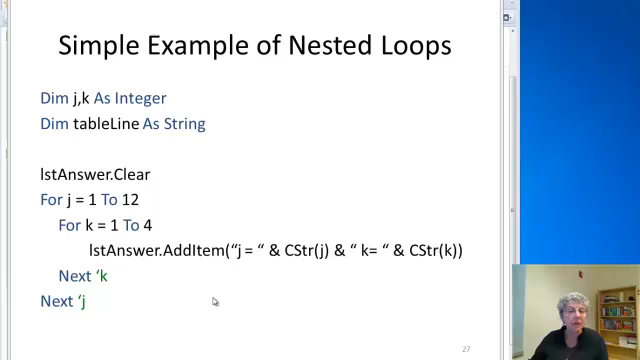 Simple Example of Nested Loops
Dim j,k As Integer
Dim tableLine As String
lstAnswer.Clear
For j = 1 To 12
For k = 1 To 4
lstAnswer.AddItem(“j = “ & CStr(j) & “ k= “ & CStr(k))
Next ‘k
Next ‘j
27